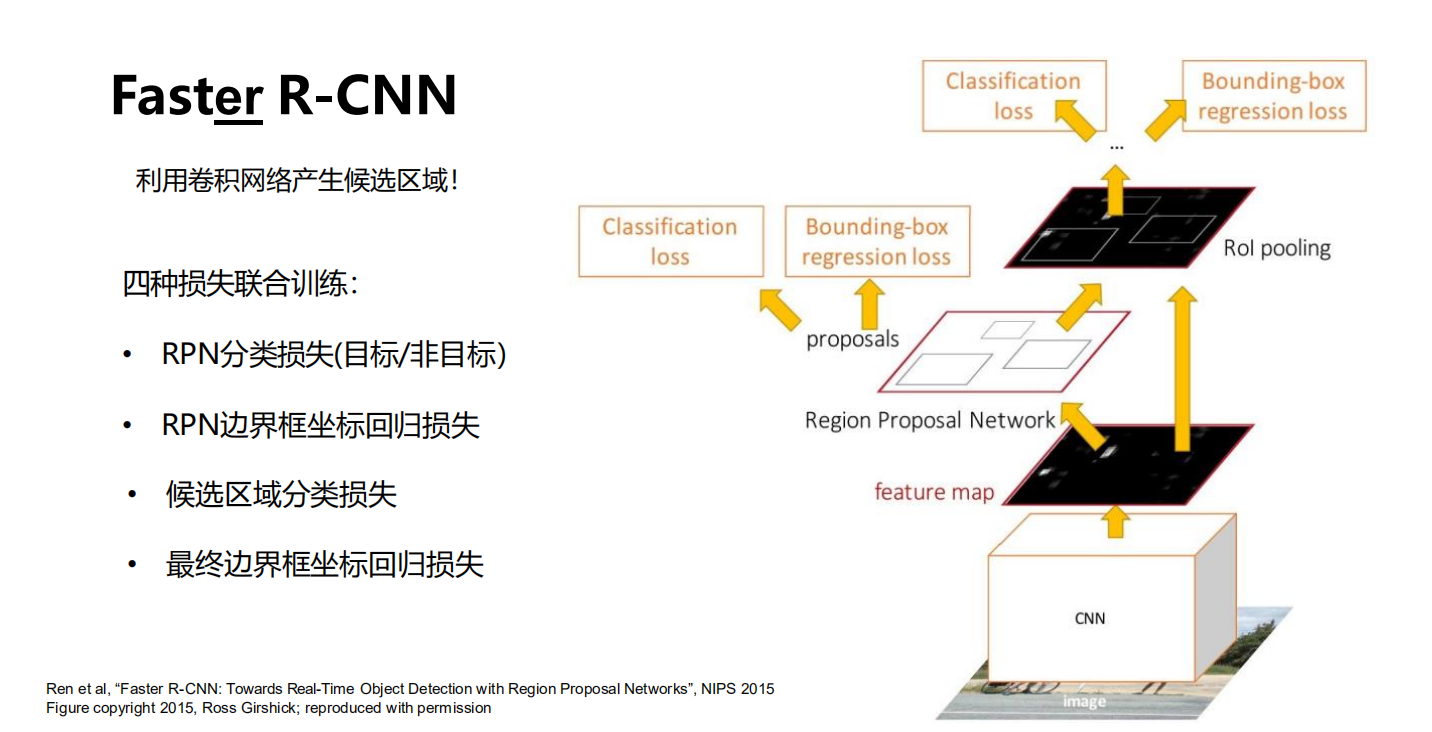 Faster R-CNN
利用卷积网络产生候选区域！
四种损失联合训练：
• RPN分类损失(目标/非目标)
• RPN边界框坐标回归损失
• 候选区域分类损失
• 最终边界框坐标回归损失
Classification
loss
Bounding-box
regression loss
...
Classification
loss
Bounding-box
regression loss
RoI pooling
proposals
Region Proposal Network
feature map
CNN
image
Ren et al, “Faster R-CNN: Towards Real-Time Object Detection with Region Proposal Networks”, NIPS 2015
Figure copyright 2015, Ross Girshick; reproduced with permission